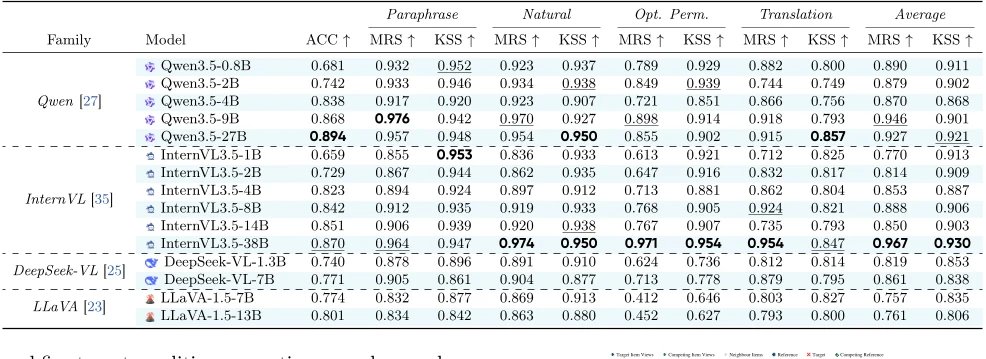 Paraphrase Natural Opt. Perm. Translation Average
Family Model ACC ↑ MRS ↑ KSS ↑ MRS ↑ KSS ↑ MRS ↑ KSS ↑ MRS ↑ KSS ↑ MRS ↑ KSS ↑
Qwen3.5-0.8B 0.681 0.932 0.952 0.923 0.937 0.789 0.929 0.882 0.800 0.890 0.911
Qwen3.5-2B 0.742 0.933 0.946 0.934 0.938 0.849 0.939 0.744 0.749 0.879 0.902
Qwen [27] Qwen3.5-4B 0.838 0.917 0.920 0.923 0.907 0.721 0.851 0.866 0.756 0.870 0.868
Qwen3.5-9B 0.868 0.976 0.942 0.970 0.927 0.898 0.914 0.918 0.793 0.946 0.901
Qwen3.5-27B 0.894 0.957 0.948 0.954 0.950 0.855 0.902 0.915 0.857 0.927 0.921
InternVL3.5-1B 0.659 0.855 0.953 0.836 0.933 0.613 0.921 0.712 0.825 0.770 0.913
InternVL3.5-2B 0.729 0.867 0.944 0.862 0.935 0.647 0.916 0.832 0.817 0.814 0.909
InternVL3.5-4B 0.823 0.894 0.924 0.897 0.912 0.713 0.881 0.862 0.804 0.853 0.887
InternVL [35]
InternVL3.5-8B 0.842 0.912 0.935 0.919 0.933 0.768 0.905 0.924 0.821 0.888 0.906
InternVL3.5-14B 0.851 0.906 0.939 0.920 0.938 0.767 0.907 0.735 0.793 0.850 0.903
InternVL3.5-38B 0.870 0.964 0.947 0.974 0.950 0.971 0.954 0.954 0.847 0.967 0.930
DeepSeek-VL-1.3B 0.740 0.878 0.896 0.891 0.910 0.624 0.736 0.812 0.814 0.819 0.853
DeepSeek-VL [25]
DeepSeek-VL-7B 0.771 0.905 0.861 0.904 0.877 0.713 0.778 0.879 0.795 0.861 0.838
LLaVA-1.5-7B 0.774 0.832 0.877 0.869 0.913 0.412 0.646 0.803 0.827 0.757 0.835
LLaVA [23]
LLaVA-1.5-13B 0.801 0.834 0.842 0.863 0.880 0.452 0.627 0.793 0.800 0.761 0.806
Target Item Views Competing Item Views Neighbour Items Reference Target Competing Reference